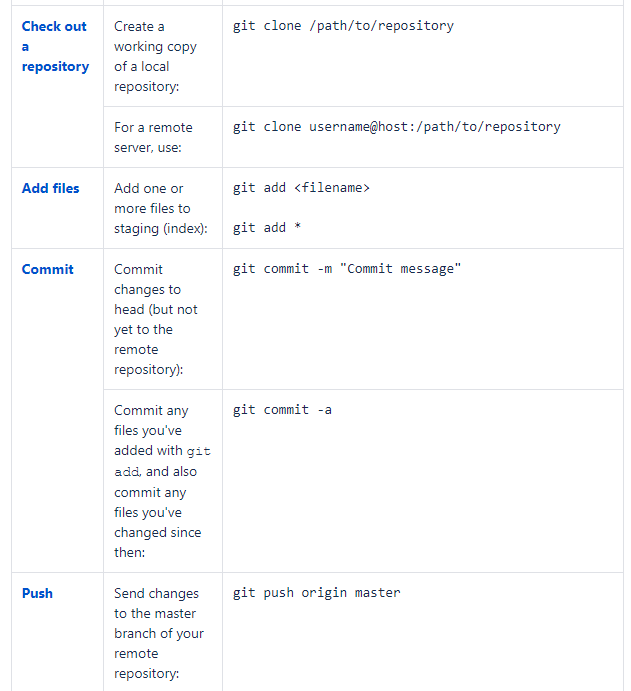 Check out
a
repository
Create a
working copy
of a local
repository:
git clone /path/to/repository
For a remote
server, use:
git clone username@host:/path/to/repository
Add files
Add one or
more files to
staging (index):
git add <filename>
git add *
Commit
Commit
changes to
head (but not
yet to the
remote
repository):
git commit -m "Commit message"
Commit any
files you've
added with git
add, and also
commit any
files you've
changed since
then:
git commit -a
Push
Send changes
to the master
branch of your
remote
repository:
git push origin master